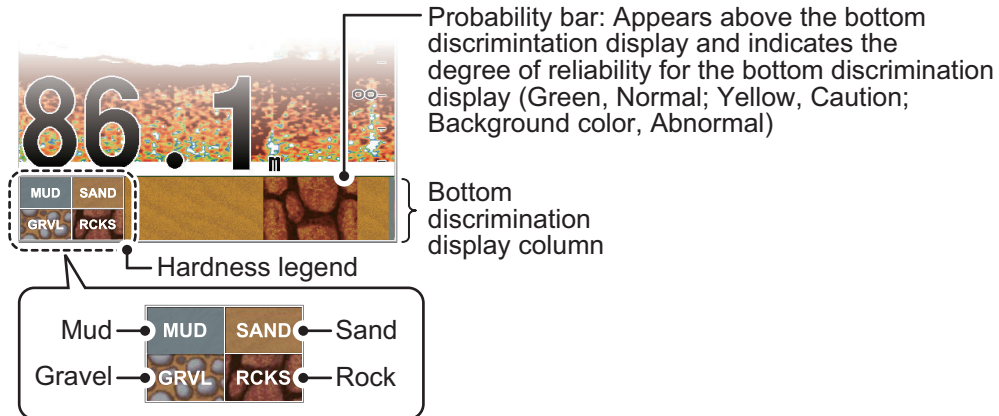 Probability bar: Appears above the bottom
discrimintation display and indicates the
degree of reliability for the bottom discrimination
display (Green, Normal; Yellow, Caution;
Background color, Abnormal)
86.1 m
MUD SAND
GRVL RCKS
Bottom
discrimination
display column
Hardness legend
Mud MUD SAND Sand
Gravel GRVL RCKS Rock